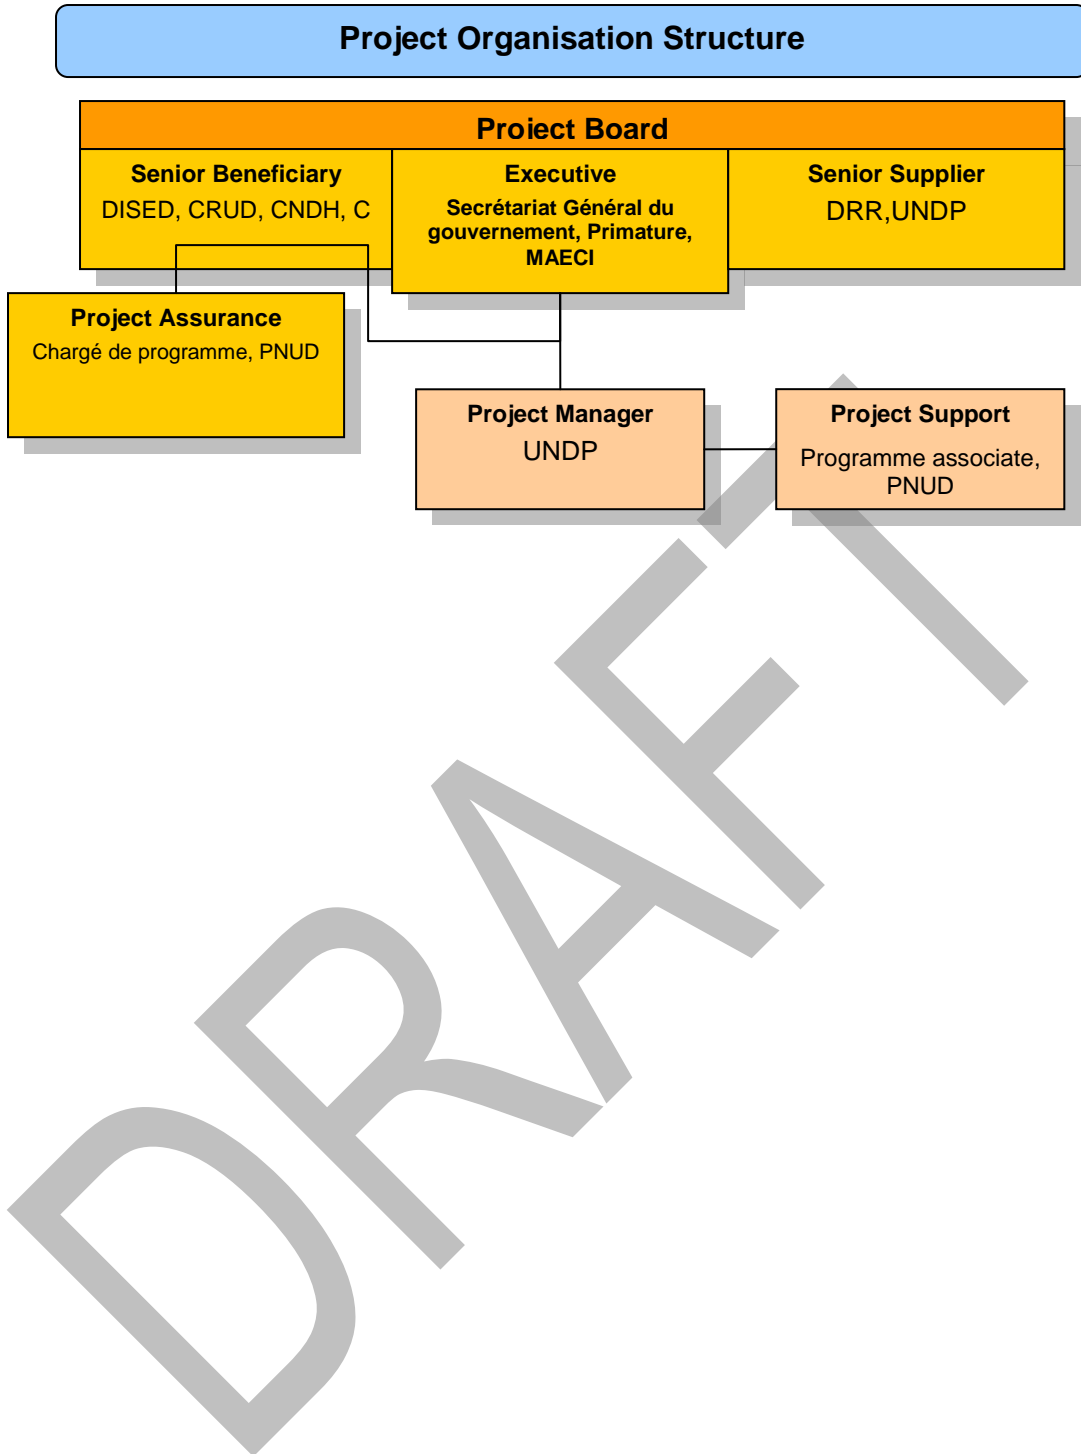 Project Organisation Structure
Project Board
Senior Beneficiary
DISED, CRUD, CNDH, C
Executive
Secrétariat Général du
gouvernement, Primature,
MAECI
Senior Supplier
DRR,UNDP
Project Assurance
Chargé de programme, PNUD
Project Manager
UNDP
Project Support
Programme associate,
PNUD
DRAFT